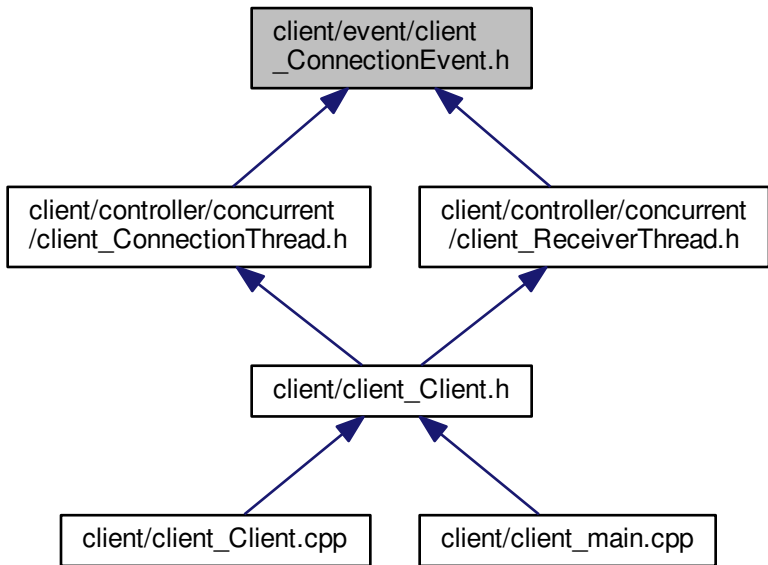 client/event/client
_ConnectionEvent.h
client/controller/concurrent
/client_ConnectionThread.h
client/controller/concurrent
/client_ReceiverThread.h
client/client_Client.h
client/client_Client.cpp
client/client_main.cpp